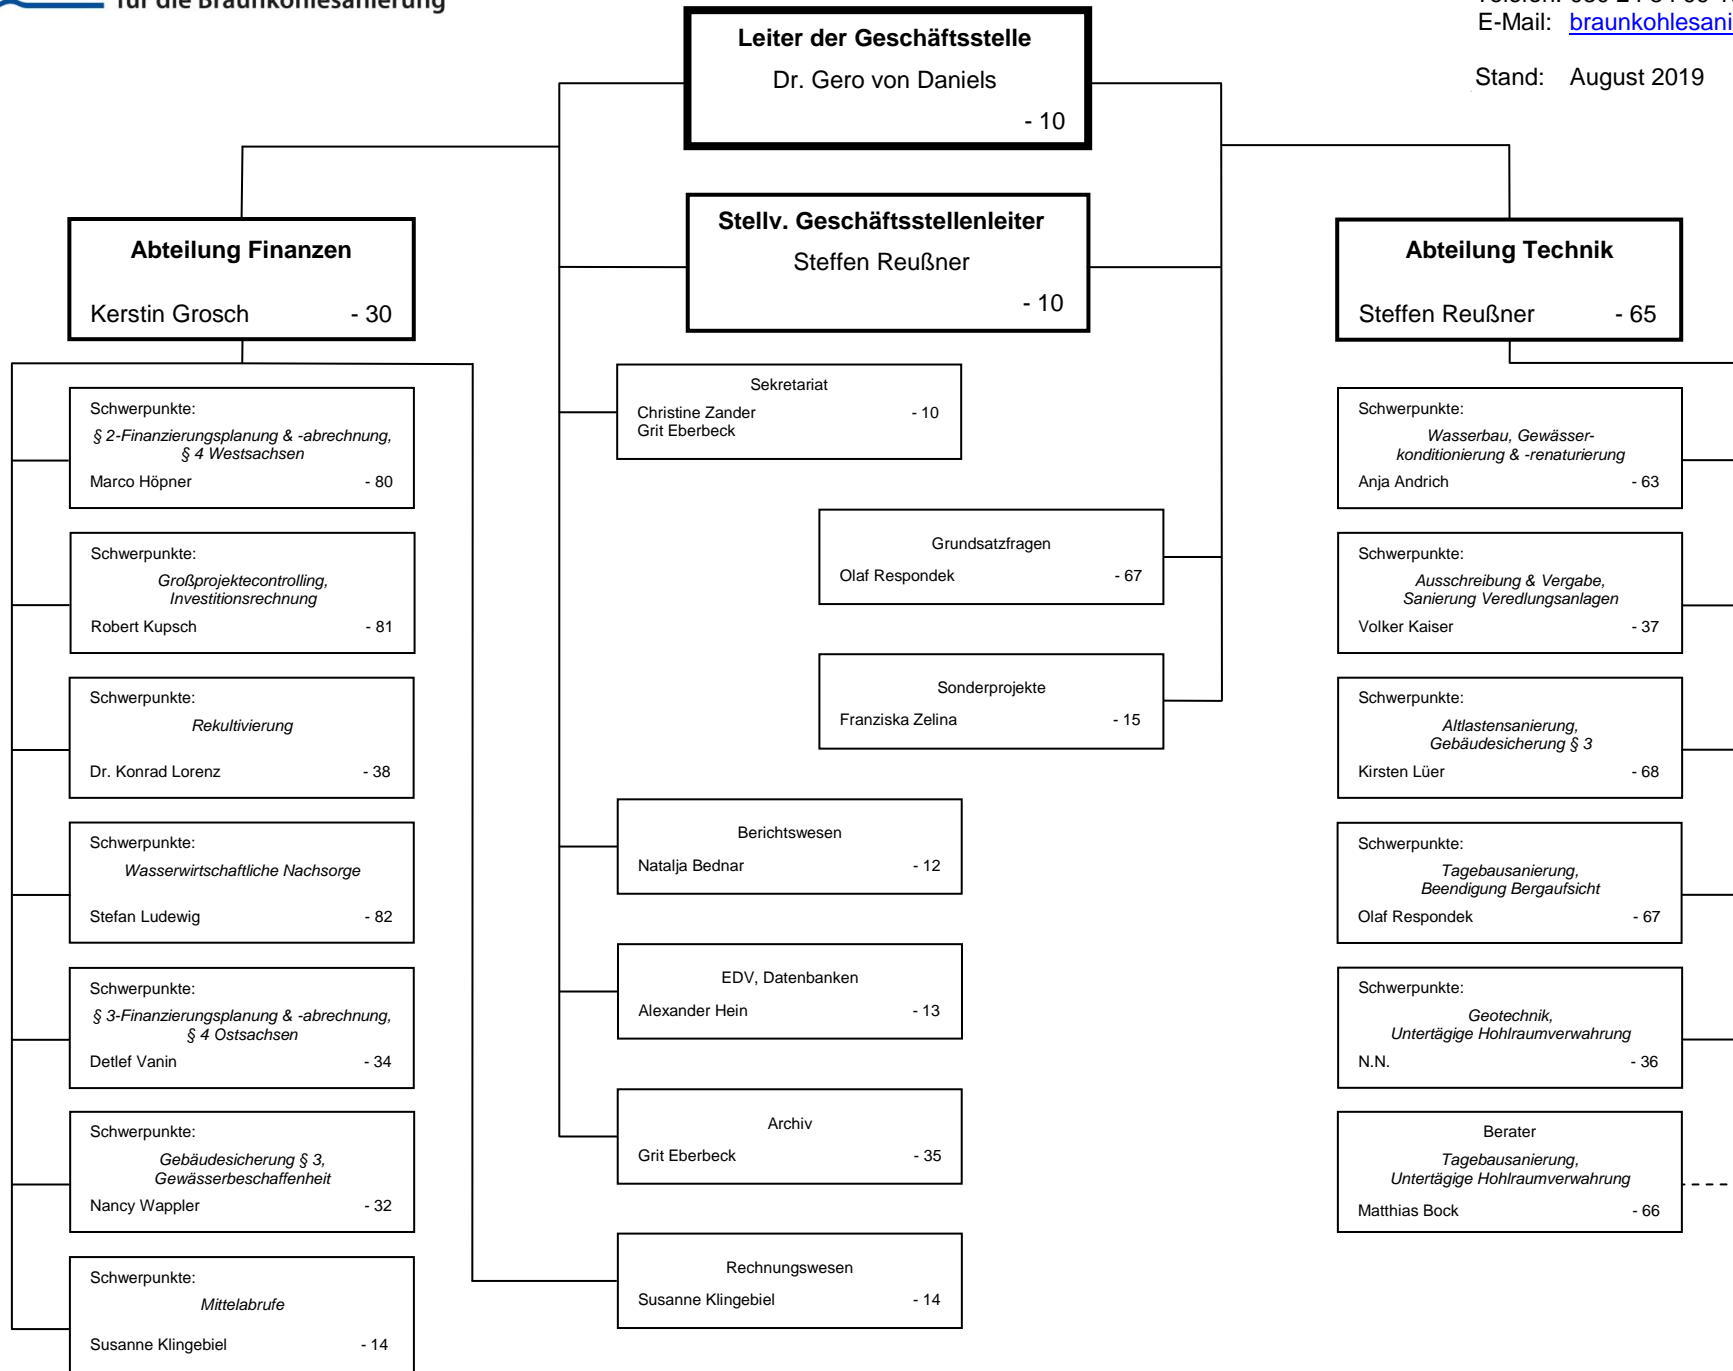 für die Braunkohlesanierung
E-Mail: braunkohlesani
Stand: August 2019
Leiter der Geschäftsstelle
Dr. Gero von Daniels
- 10
Stellv. Geschäftsstellenleiter
Steffen Reußner
- 10
Abteilung Finanzen
Kerstin Grosch - 30
Abteilung Technik
Steffen Reußner - 65
Schwerpunkte:
§ 2-Finanzierungsplanung & -abrechnung,
§ 4 Westsachsen
Marco Höpner - 80
Schwerpunkte:
Großprojektecontrolling,
Investitionsrechnung
Robert Kupsch - 81
Schwerpunkte:
Rekultivierung
Dr. Konrad Lorenz - 38
Schwerpunkte:
Wasserwirtschaftliche Nachsorge
Stefan Ludewig - 82
Schwerpunkte:
§ 3-Finanzierungsplanung & -abrechnung,
§ 4 Ostsachsen
Detlef Vanin - 34
Schwerpunkte:
Gebäudesicherung § 3,
Gewässerbeschaffenheit
Nancy Wappler - 32
Schwerpunkte:
Mittelabrufe
Susanne Klingebiel - 14
Sekretariat
Christine Zander - 10
Grit Eberbeck
Grundsatzfragen
Olaf Respondek - 67
Sonderprojekte
Franziska Zelina - 15
Berichtswesen
Natalja Bednar - 12
EDV, Datenbanken
Alexander Hein - 13
Archiv
Grit Eberbeck - 35
Rechnungswesen
Susanne Klingebiel - 14
Schwerpunkte:
Wasserbau, Gewässer-
konditionierung & -renaturierung
Anja Andrich - 63
Schwerpunkte:
Ausschreibung & Vergabe,
Sanierung Veredlungsanlagen
Volker Kaiser - 37
Schwerpunkte:
Altlastensanierung,
Gebäudesicherung § 3
Kirsten Lüer - 68
Schwerpunkte:
Tagebausanierung,
Beendigung Bergaufsicht
Olaf Respondek - 67
Schwerpunkte:
Geotechnik,
Untertägige Hohlraumverwahrung
N.N. - 36
Berater
Tagebausanierung,
Untertägige Hohlraumverwahrung
Matthias Bock - 66